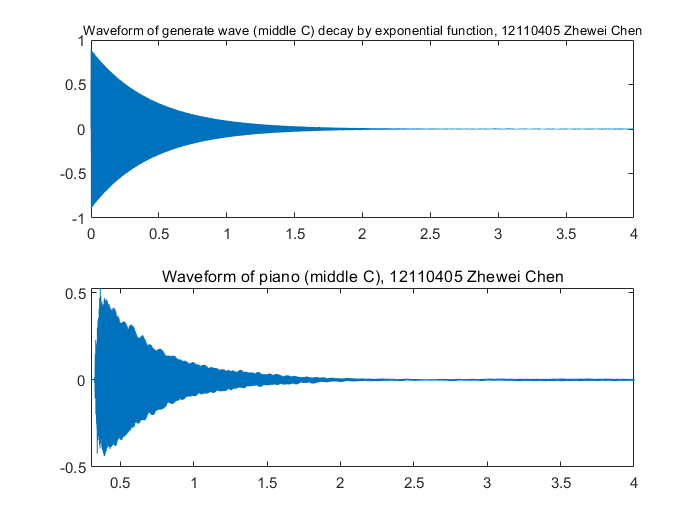 Waveform of generate wave (middle C) decay by exponential function, 12110405 Zhewei Chen
1
0.5
0
-0.5
-1
0 0.5 1 1.5 2 2.5 3 3.5 4
Waveform of piano (middle C), 12110405 Zhewei Chen
0.5
0
-0.5
0.5 1 1.5 2 2.5 3 3.5 4